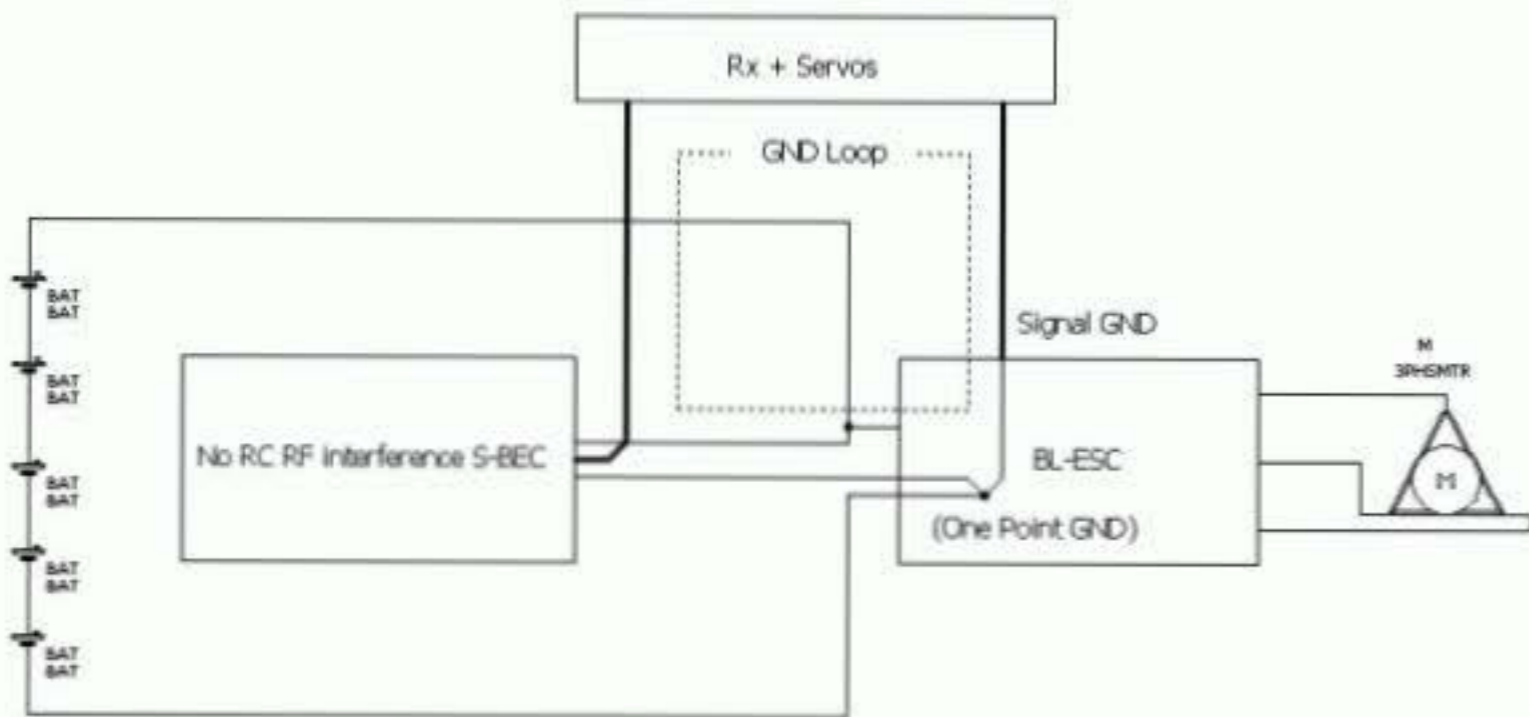 Rx + Servos
GND Loop
BAT
BAT
Signal GND
M
3PHSMTR
BAT
BAT
No RC RF interference S-BEC
BL-ESC
M
BAT
BAT
(One Point GND)
BAT
BAT
BAT
BAT